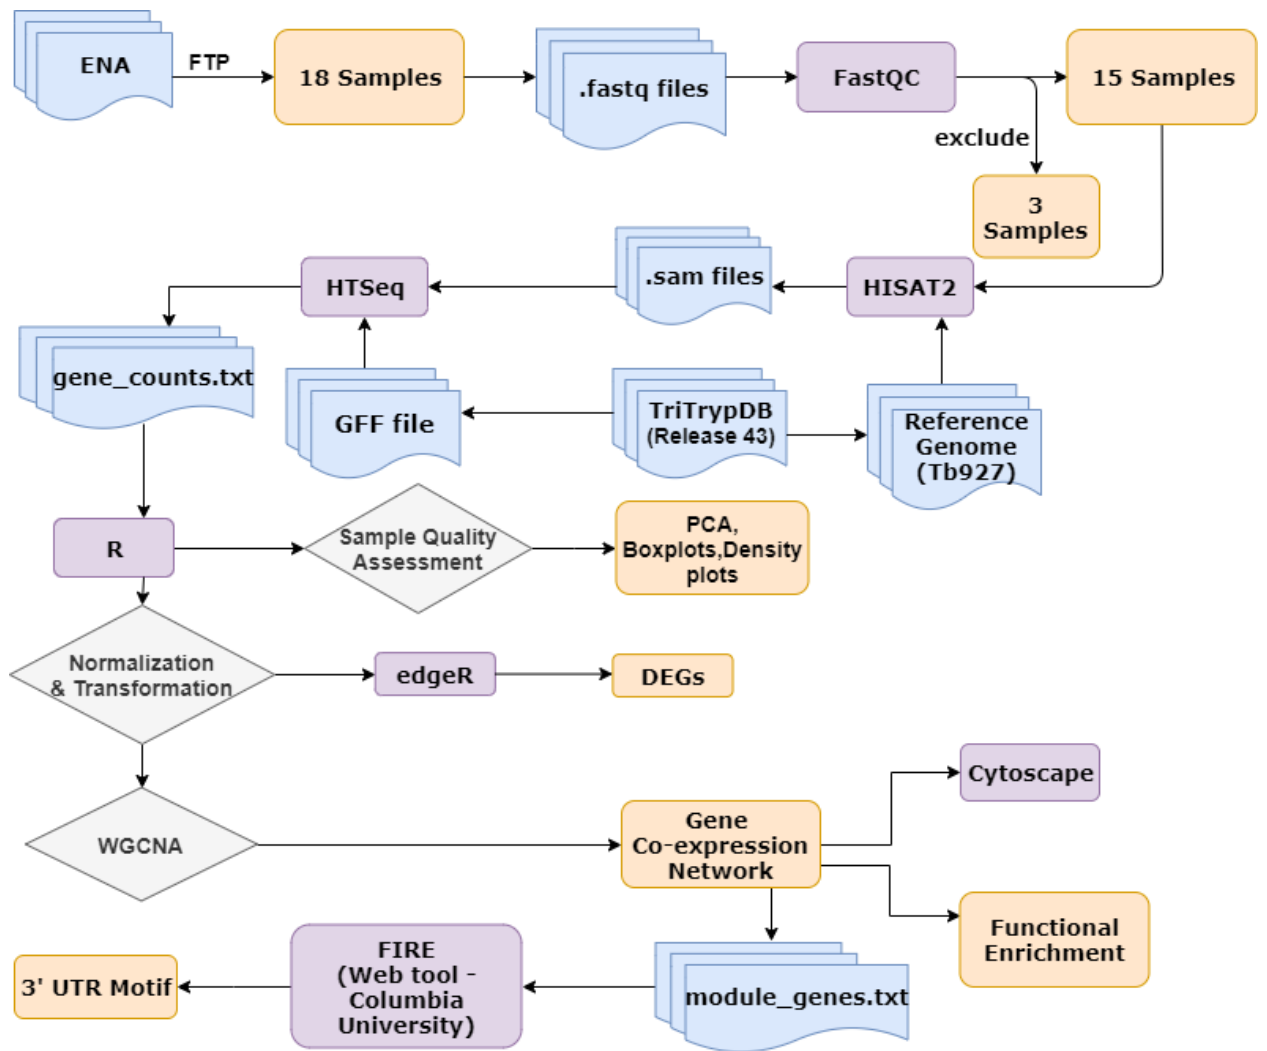 ENA
FTP
18 Samples
.fastq files
FastQC
15 Samples
exclude
3
Samples
HTSeq
.sam files
HISAT2
gene_counts.txt
GFF file
TriTrypDB
(Release 43)
Reference
Genome
(Tb927)
R
Sample Quality
Assessment
PCA,
Boxplots,Density
plots
Normalization
& Transformation
edgeR
DEGs
WGCNA
Gene
Co-expression
Network
Cytoscape
Functional
Enrichment
module_genes.txt
FIRE
(Web tool -
Columbia
University)
3' UTR Motif